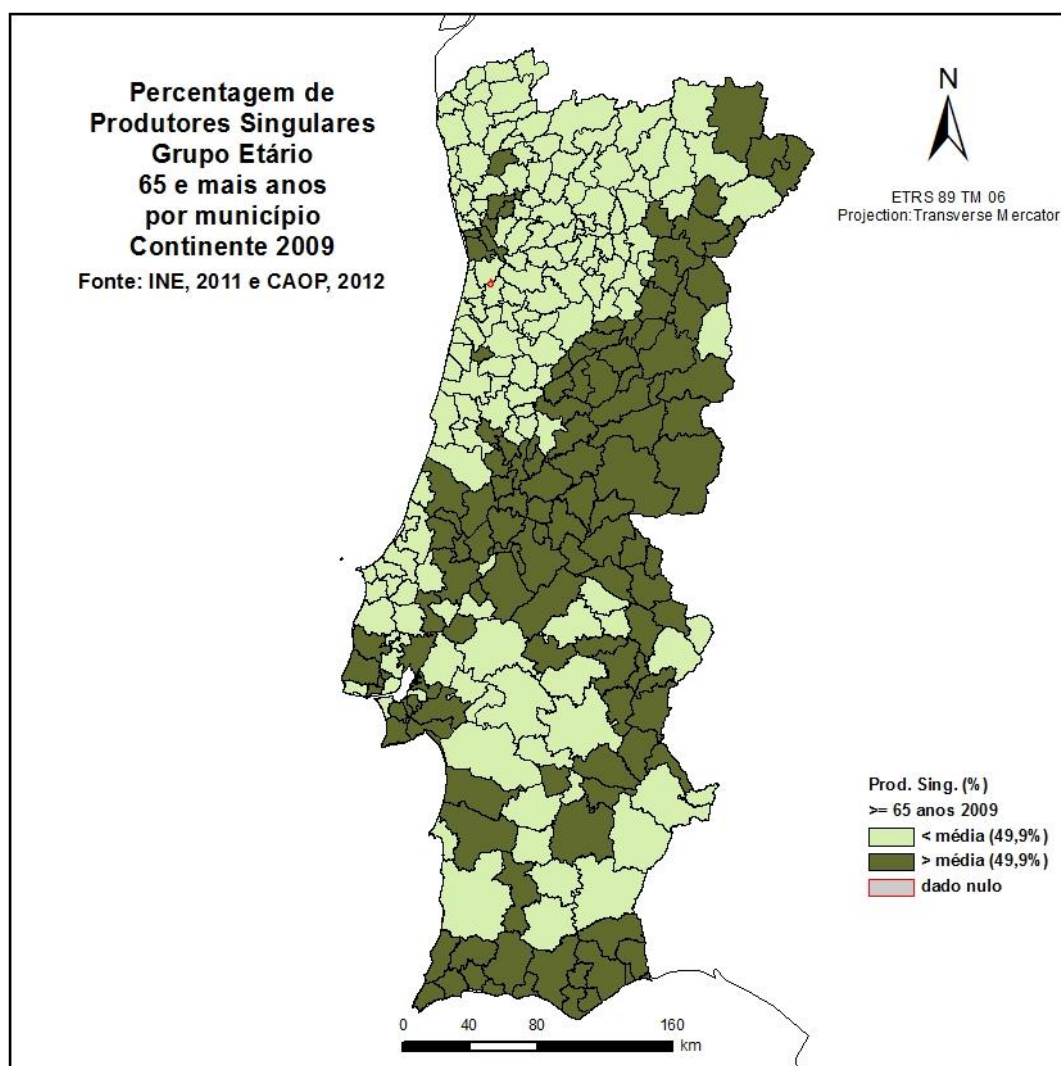 Percentagem de
Produtores Singulares
Grupo Etário
65 e mais anos
por município
Continente 2009
Fonte: INE, 2011 e CAOP, 2012
N
ETRS 89 TM 06
Projection:Transverse Mercator
Prod. Sing. (%)
>= 65 anos 2009
< média (49,9%)
> média (49,9%)
dado nulo
0 40 80 160
km